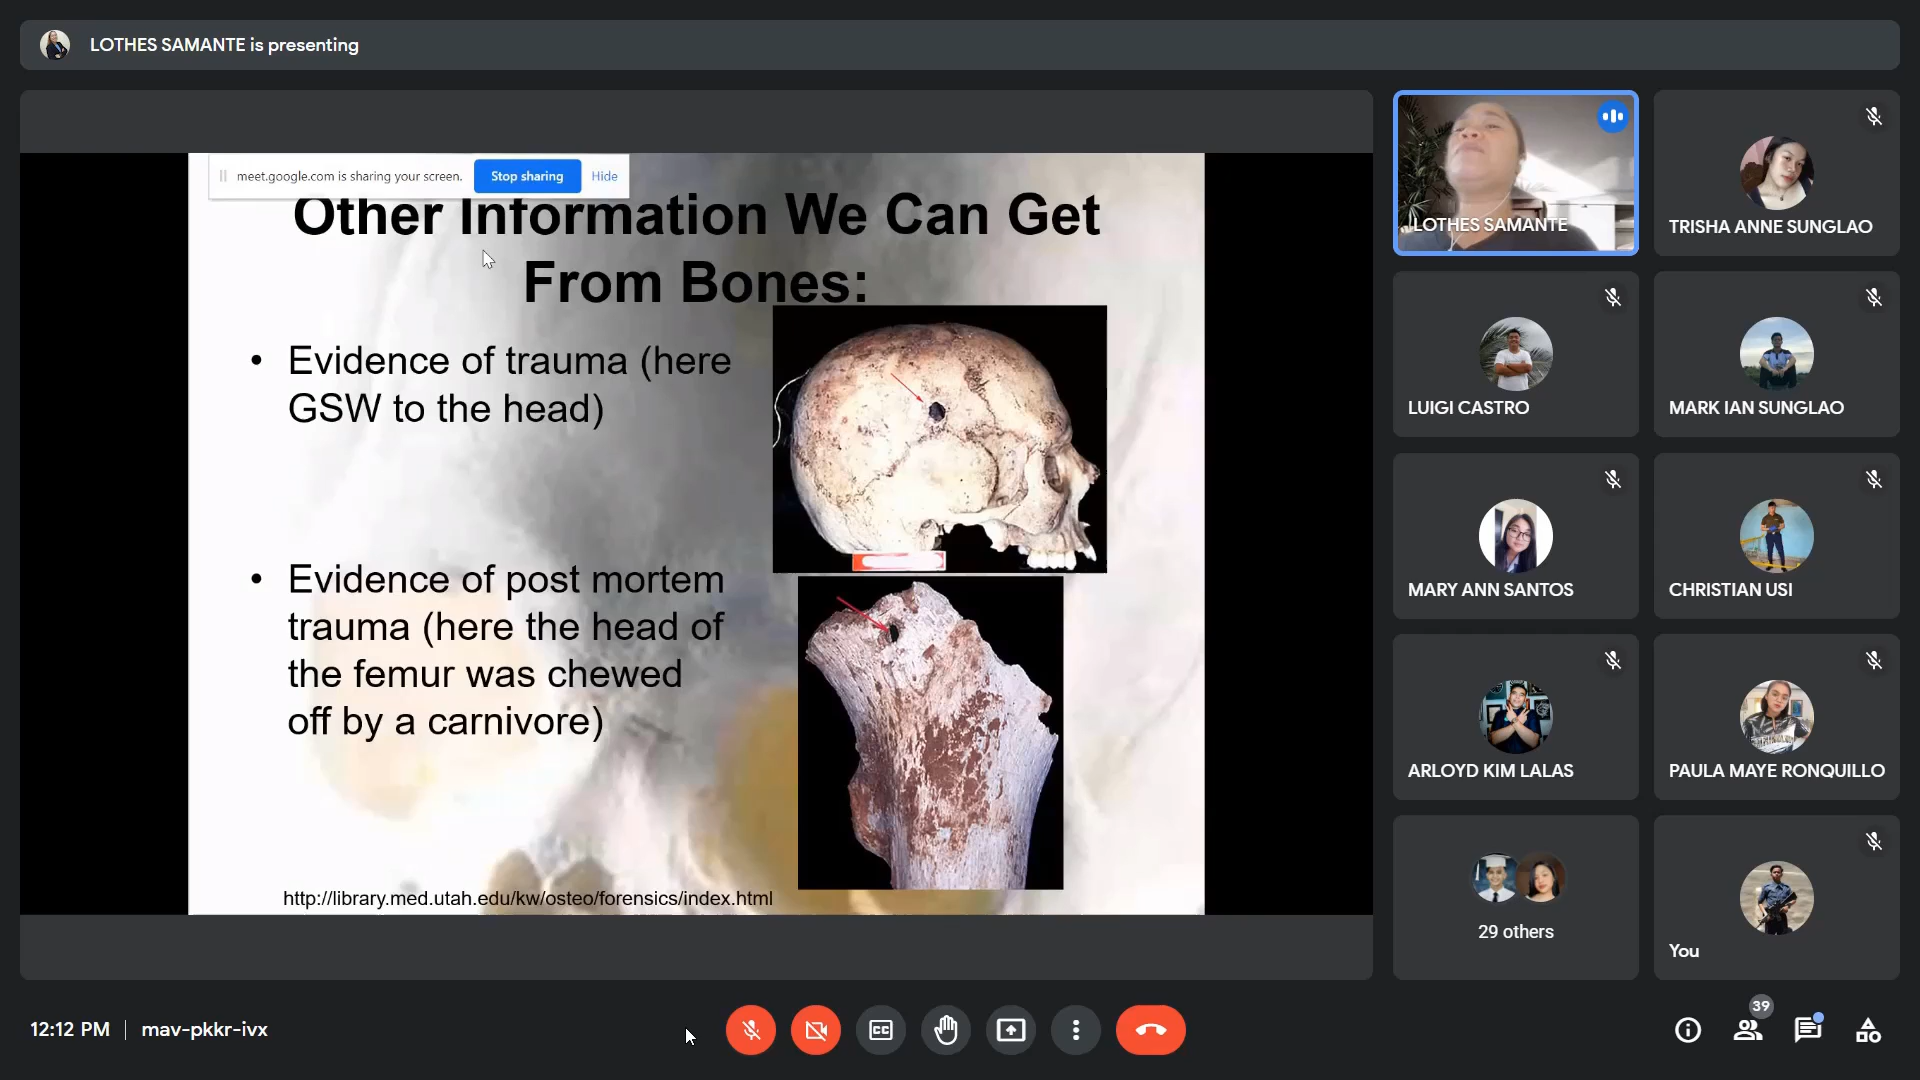 LOTHES SAMANTE is presenting
meet.google.com is sharing your screen. Stop sharing Hide
Other Information We Can Get
From Bones:
• Evidence of trauma (here
GSW to the head)
• Evidence of post mortem
trauma (here the head of
the femur was chewed
off by a carnivore)
http://library.med.utah.edu/kw/osteo/forensics/index.html
LOTHES SAMANTE
TRISHA ANNE SUNGLAO
LUIGI CASTRO
MARK IAN SUNGLAO
MARY ANN SANTOS
CHRISTIAN USI
ARLOYD KIM LALAS
PAULA MAYE RONQUILLO
29 others
You
12:12 PM | mav-pkkr-ivx
CC
39